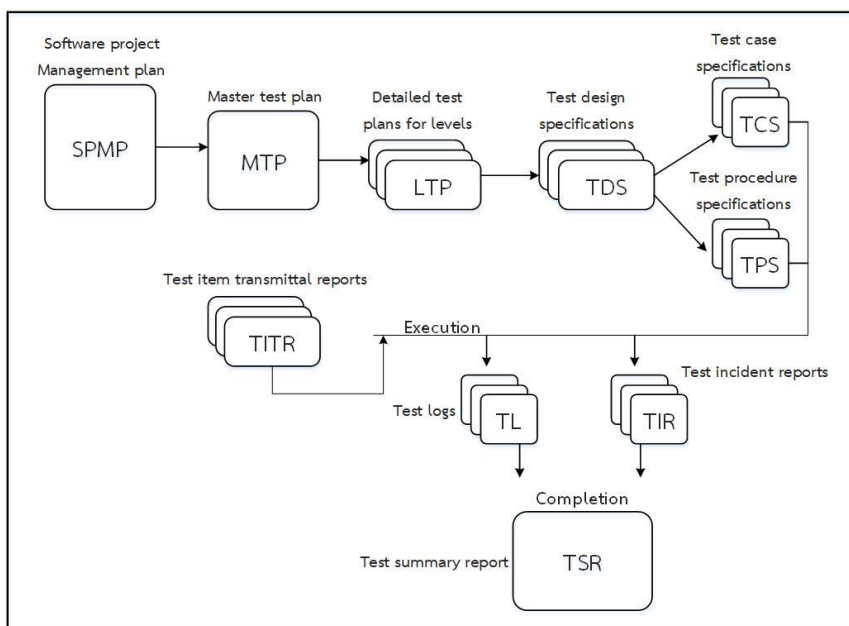 Software project
Management plan
SPMP
Master test plan
MTP
Detailed test
plans for levels
LTP
Test design
specifications
TDS
Test case
specifications
TCS
Test procedure
specifications
TPS
Test item transmittal reports
TITR
Execution
Test logs
TL
Test incident reports
TIR
Completion
Test summary report
TSR